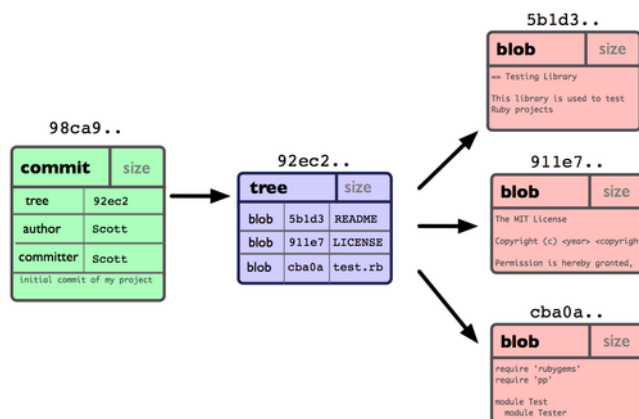 98ca9..
commit size
tree 92ec2
author Scott
committer Scott
initial commit of my project
92ec2..
tree size
blob 5b1d3 README
blob 911e7 LICENSE
blob cba0a test.rb
5b1d3..
blob size
== Testing Library
This library is used to test
Ruby projects
911e7..
blob size
The MIT License
Copyright (c) <year> <copyright
Permission is hereby granted,
cba0a..
blob size
require 'rubygems'
require 'pp'
module Test
module Tester